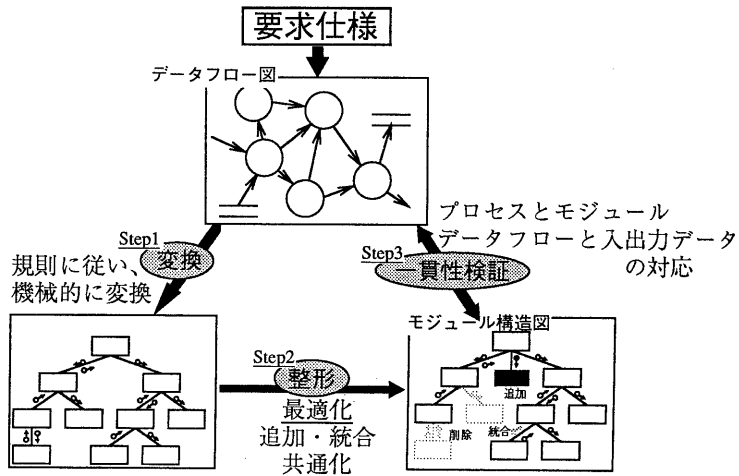 要求仕様
データフロー図
Step1
変換
規則に従い、
機械的に変換
プロセスとモジュール
データフローと入出力データ
の対応
Step3
一貫性検証
Step2
整形
最適化
追加・統合
共通化
モジュール構造図
追加
削除
統合